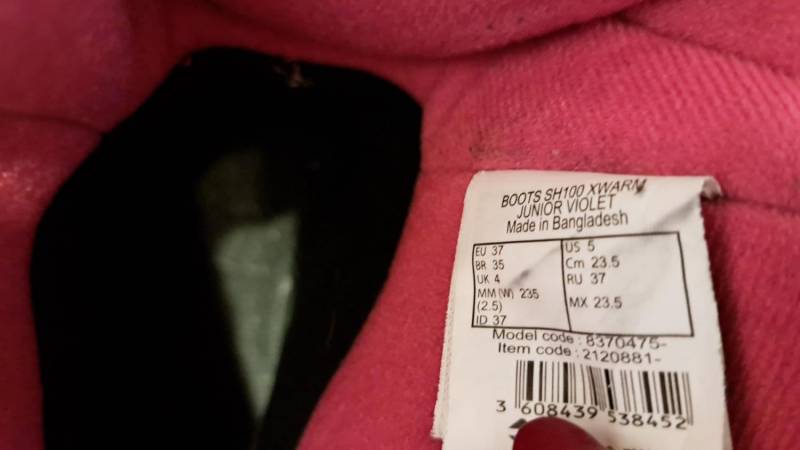 BOOTS SH100 XWARM
JUNIOR VIOLET
Made in Bangladesh
EU 37
BR 35
UK 4
MM (W) 235
(2.5)
ID 37
US 5
Cm 23.5
RU 37
MX 23.5
Model code : 8370475-
Item code : 2120881-
3 608439 538452